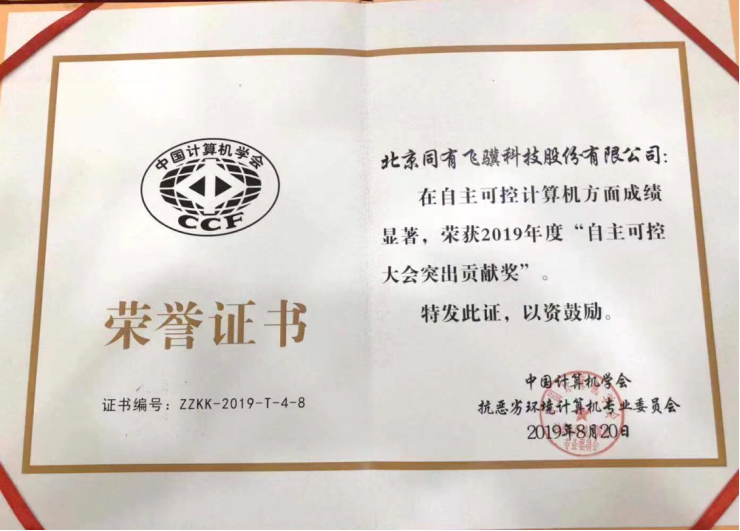 中国计算机学会
CCF
荣誉证书
证书编号：ZZKK-2019-T-4-8
北京同有飞骥科技股份有限公司：
在自主可控计算机方面成绩
显著，荣获2019年度“自主可控
大会突出贡献奖”。
特发此证，以资鼓励。
中国计算机学会
抗恶劣环境计算机专业委员会
2019年8月20日